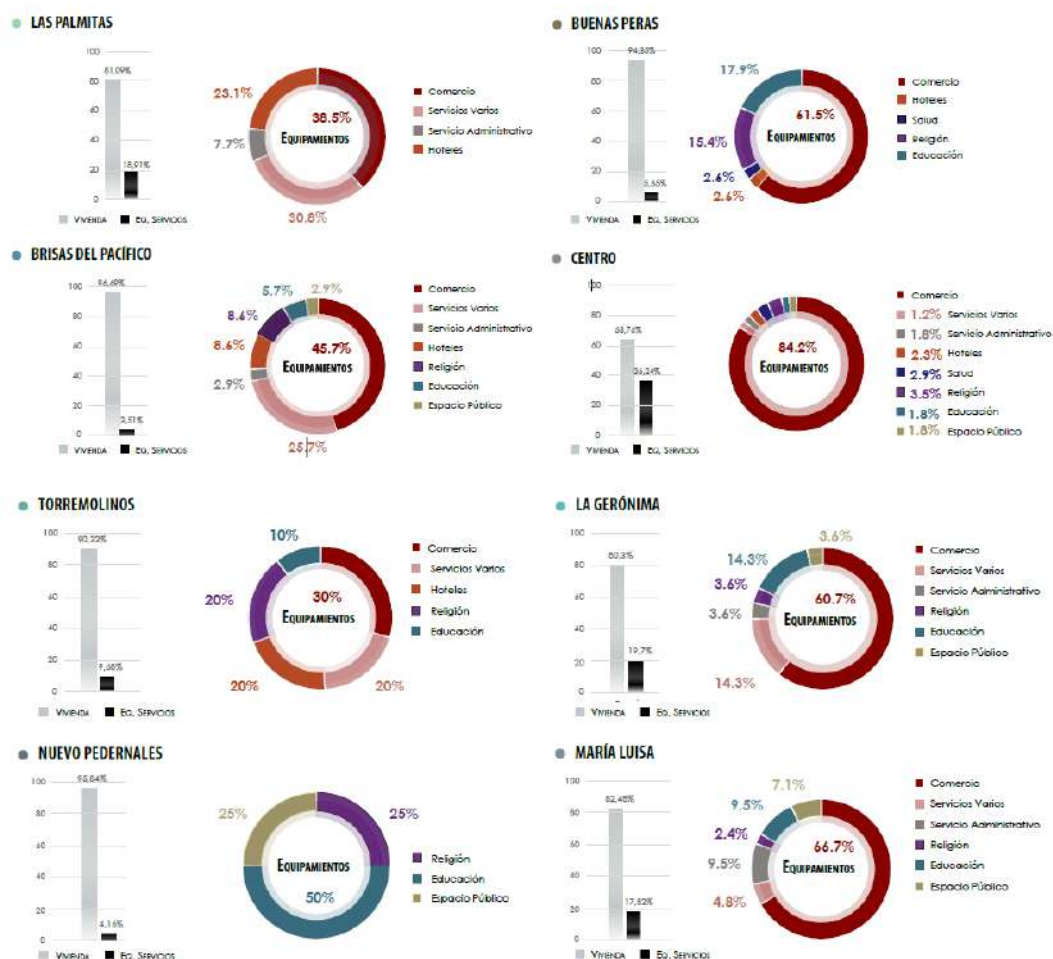 LAS PALMITAS
100
80
60
40
20
0
18,91%
VIVIENDA EQ. SERVICIOS
23.1%
7.7%
30.8%
38.5%
EQUIPAMIENTOS
Comercio
Servicios Varios
Servicio Administrativo
Hoteles
BUENAS PERAS
100
80
60
40
20
0
VIVIENDA EQ. SERVICIOS
17.9%
15.4%
2.6%
2.6%
61.5%
EQUIPAMIENTOS
Comercio
Hoteles
Salud
Religión
Educación
BRISAS DEL PACÍFICO
100
80
60
40
20
0
VIVIENDA EQ. SERVICIOS
5.7%
2.9%
8.6%
8.6%
2.9%
25.7%
45.7%
EQUIPAMIENTOS
Comercio
Servicios Varios
Servicio Administrativo
Hoteles
Religión
Educación
Espacio Público
CENTRO
100
80
60
40
20
0
VIVIENDA EQ. SERVICIOS
84.2%
EQUIPAMIENTOS
Comercio
1.2% Servicios Varios
1.8% Servicio Administrativo
2.3% Hoteles
2.9% Salud
3.5% Religión
1.8% Educación
1.8% Espacio Público
TORREMOLINOS
100
80
60
40
20
0
VIVIENDA EQ. SERVICIOS
10%
20%
20%
20%
30%
EQUIPAMIENTOS
Comercio
Servicios Varios
Hoteles
Religión
Educación
LA GERÓNIMA
100
80
60
40
20
0
80,3%
19,7%
VIVIENDA EQ. SERVICIOS
3.6%
14.3%
3.6%
3.6%
14.3%
60.7%
EQUIPAMIENTOS
Comercio
Servicios Varios
Servicio Administrativo
Religión
Educación
Espacio Público
NUEVO PEDERNALES
100
80
60
40
20
0
95,84%
4,16%
VIVIENDA EQ. SERVICIOS
25%
25%
EQUIPAMIENTOS
50%
Religión
Educación
Espacio Público
MARÍA LUISA
100
80
60
40
20
0
82,48%
17,52%
VIVIENDA EQ. SERVICIOS
7.1%
9.5%
2.4%
9.5%
4.8%
66.7%
EQUIPAMIENTOS
Comercio
Servicios Varios
Servicio Administrativo
Religión
Educación
Espacio Público